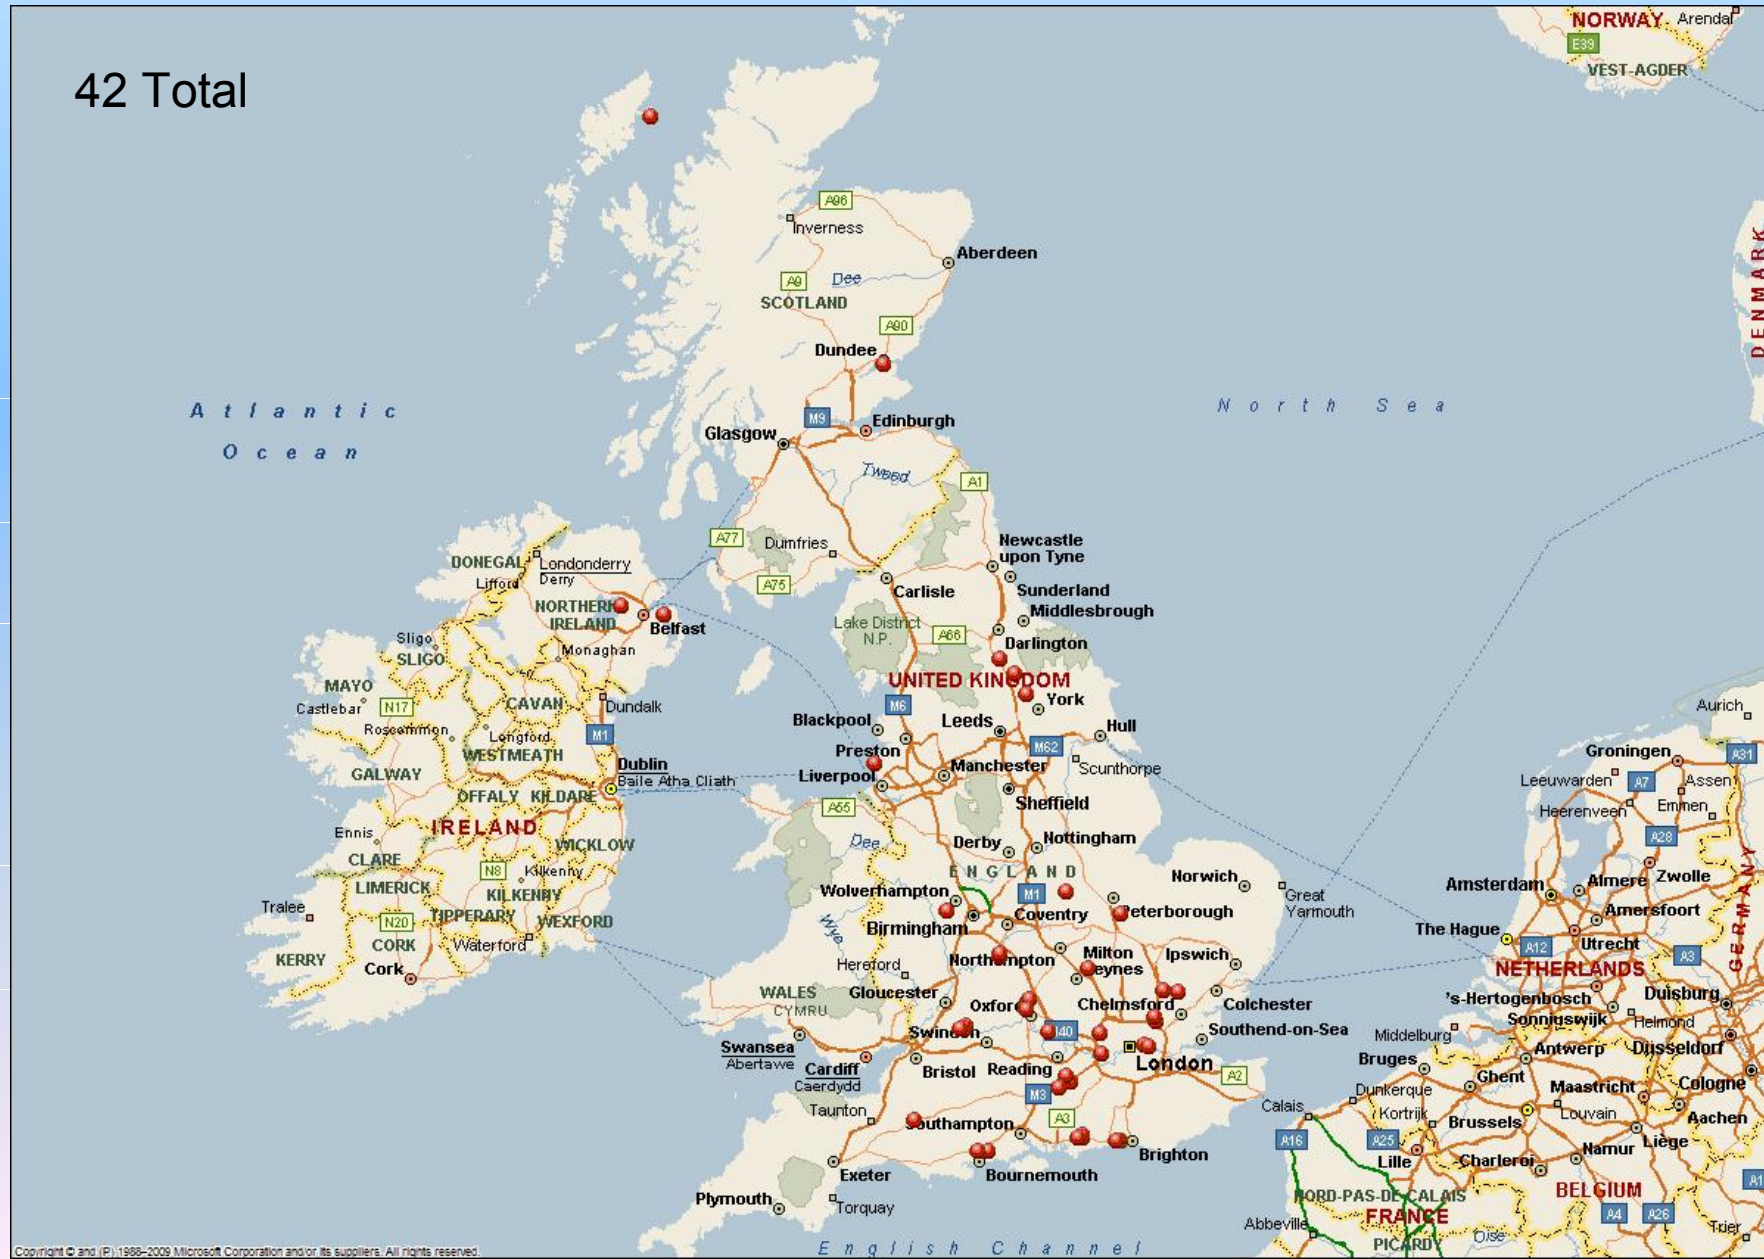 42 Total
NORWAY
Arendal
E39
VEST-AGDER
A96
Inverness
Aberdeen
A9
Dee
SCOTLAND
A90
Dundee
DENMARK
Atlantic
Ocean
North Sea
M9
Edinburgh
Glasgow
Tweed
A1
A77
Dumfries
Newcastle
upon Tyne
DONEGAL
Londonderry
Derry
Lifford
A75
Carlisle
Sunderland
Middlesbrough
NORTHERN
IRELAND
Belfast
Lake District
N.P.
A66
Darlington
Sligo
SLIGO
Monaghan
UNITED KINGDOM
MAYO
Castlebar
N17
CAVAN
Dundalk
M6
York
Aurich
Roscommon
Longford
WESTMEATH
M1
Blackpool
Leeds
Hull
Preston
M62
Groningen
A31
GALWAY
Dublin
Baile Atha Cliath
Liverpool
Manchester
Scunthorpe
Leeuwarden
A7
Assen
OFFALY
KILDARE
A55
Sheffield
Heerenveen
Emmen
Ennis
IRELAND
WICKLOW
Dee
Derby
Nottingham
A28
CLARE
N8
Kilkenny
ENGLAND
Norwich
Great
Yarmouth
LIMERICK
KILKENNY
Wolverhampton
M1
Amsterdam
Almere
Zwolle
GERMANY
Tralee
N20
TIPPERARY
WEXFORD
Wye
Birmingham
Coventry
Peterborough
Amersfoort
The Hague
A12
Utrecht
CORK
Waterford
KERRY
Cork
Hereford
Northampton
Milton
Keynes
Ipswich
NETHERLANDS
A3
WALES
CYMRU
Gloucester
Oxford
Chelmsford
Colchester
's-Hertogenbosch
Duisburg
Swindon
Southend-on-Sea
Middelburg
Helmond
Swansea
Abertawe
Cardiff
Caerdydd
Bristol
Reading
London
A2
Bruges
Antwerp
Düsseldorf
M3
Dunkerque
Ghent
Maastricht
Cologne
Taunton
Southampton
A3
Calais
Kortrijk
Brussels
Louvain
Aachen
A16
A25
Liège
Exeter
Bournemouth
Brighton
Lille
Charleroi
Namur
Plymouth
Torquay
NORD-PAS-DE-CALAIS
BELGIUM
FRANCE
A4
A26
Abbeville
PICARDY
Oise
Trier
English Channel
Copyright © and (P) 1988–2009 Microsoft Corporation and/or its suppliers. All rights reserved.